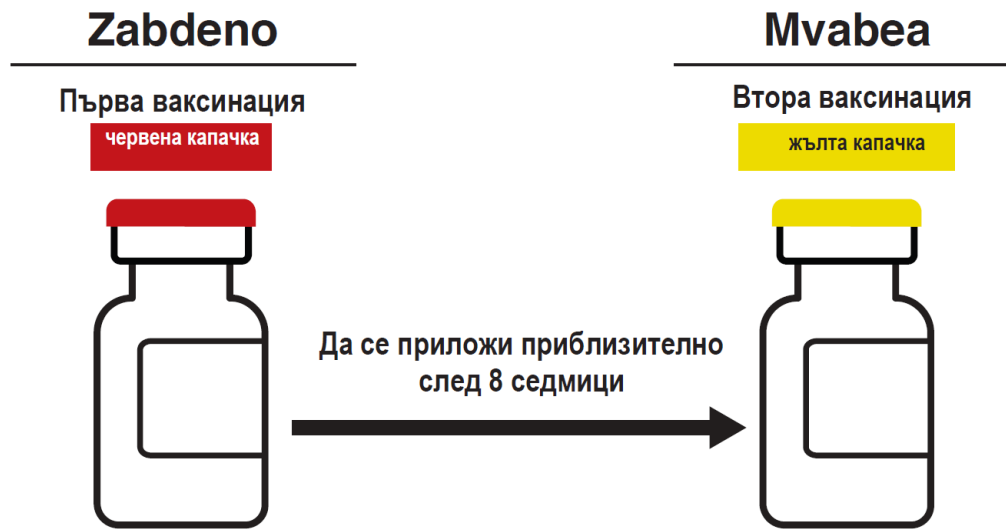 Zabdeno
Първа ваксинация
червена капачка
Да се приложи приблизително
след 8 седмици
Mvabea
Втора ваксинация
жълта капачка